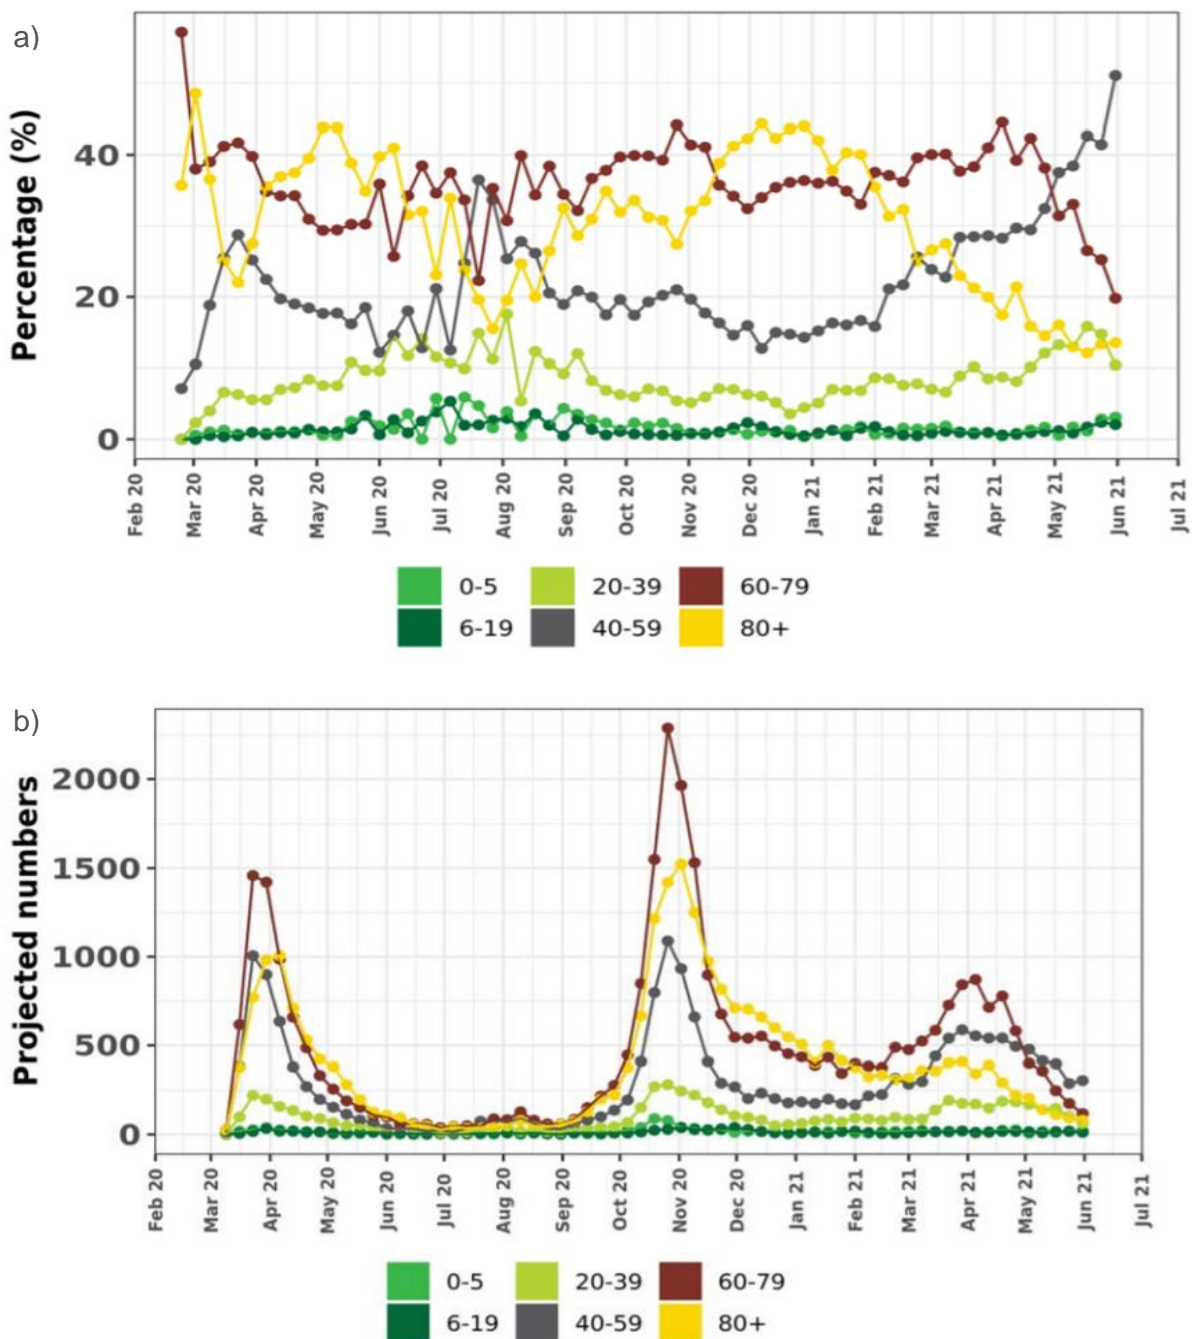 a)
Percentage (%)
40
20
0
Feb 20 Mar 20 Apr 20 May 20 Jun 20 Jul 20 Aug 20 Sep 20 Oct 20 Nov 20 Dec 20 Jan 21 Feb 21 Mar 21 Apr 21 May 21 Jun 21 Jul 21
0-5 20-39 60-79
6-19 40-59 80+
b)
Projected numbers
2000
1500
1000
500
0
Feb 20 Mar 20 Apr 20 May 20 Jun 20 Jul 20 Aug 20 Sep 20 Oct 20 Nov 20 Dec 20 Jan 21 Feb 21 Mar 21 Apr 21 May 21 Jun 21 Jul 21
0-5 20-39 60-79
6-19 40-59 80+